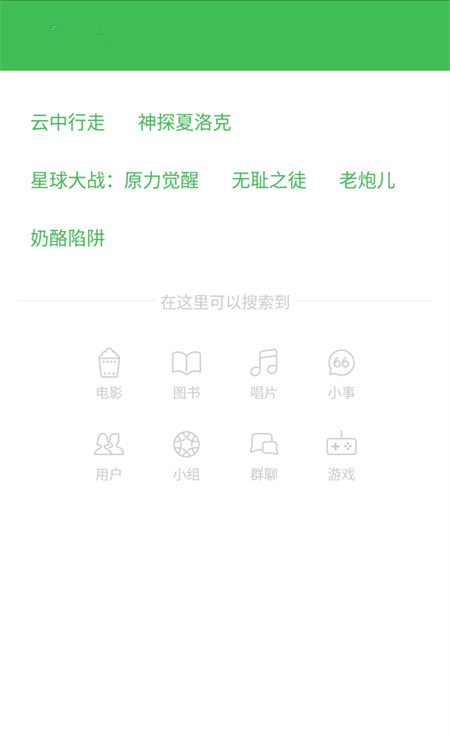 云中行走 神探夏洛克
星球大战：原力觉醒 无耻之徒 老炮儿
奶酪陷阱
在这里可以搜索到
66
电影 图书 唱片 小事
用户 小组 群聊 游戏